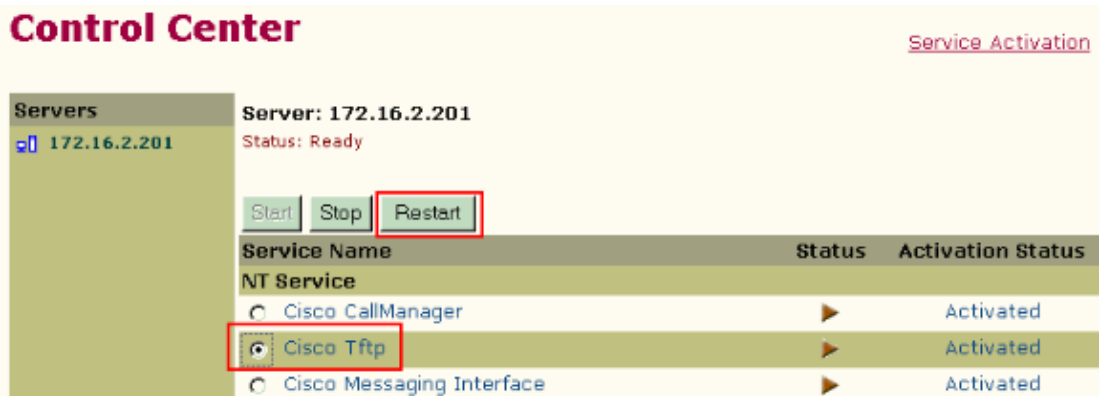 Control Center
Service Activation
Servers
172.16.2.201
Server: 172.16.2.201
Status: Ready
Start Stop Restart
Service Name Status Activation Status
NT Service
Cisco CallManager Activated
Cisco Tftp Activated
Cisco Messaging Interface Activated